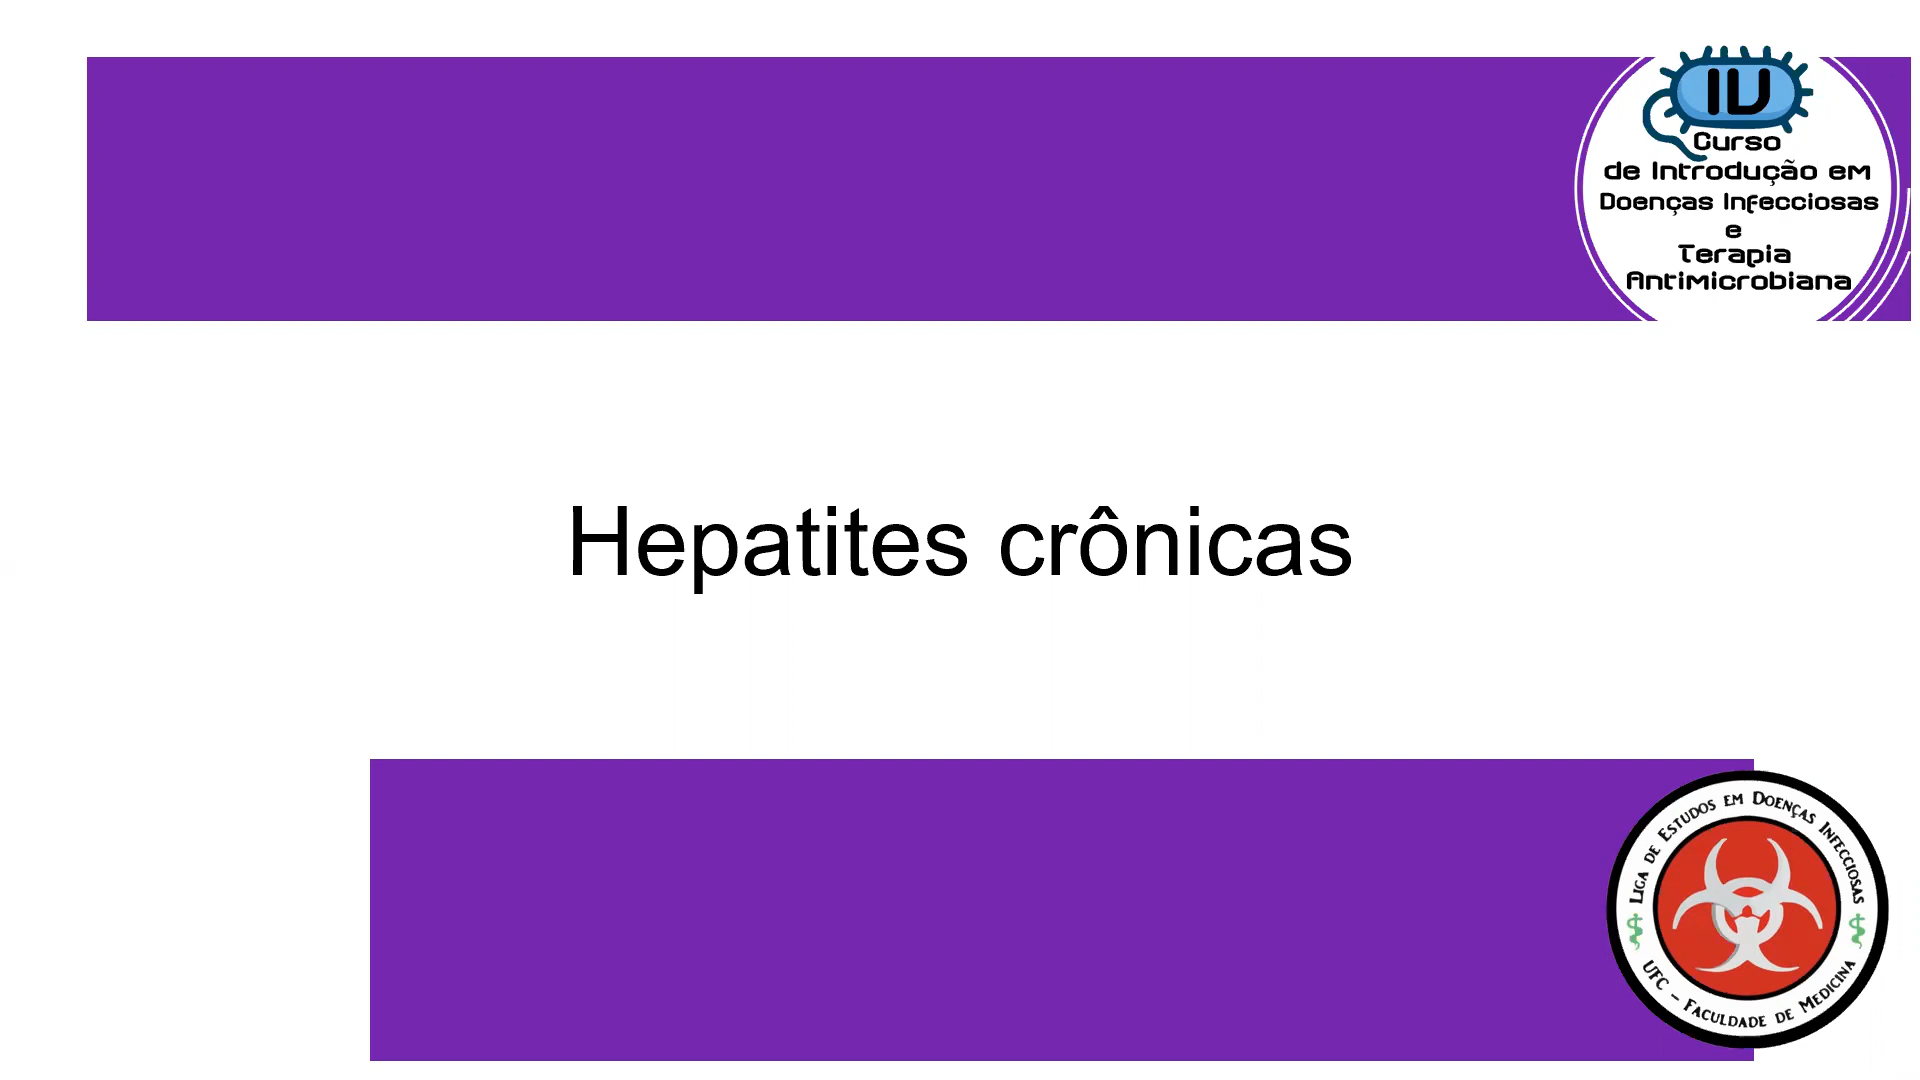 IV
Curso
de Introdução em
Doenças Infecciosas
e
Terapia
Antimicrobiana
Hepatites crônicas
Liga de Estudos em Doenças Infecciosas
UFC - Faculdade de Medicina